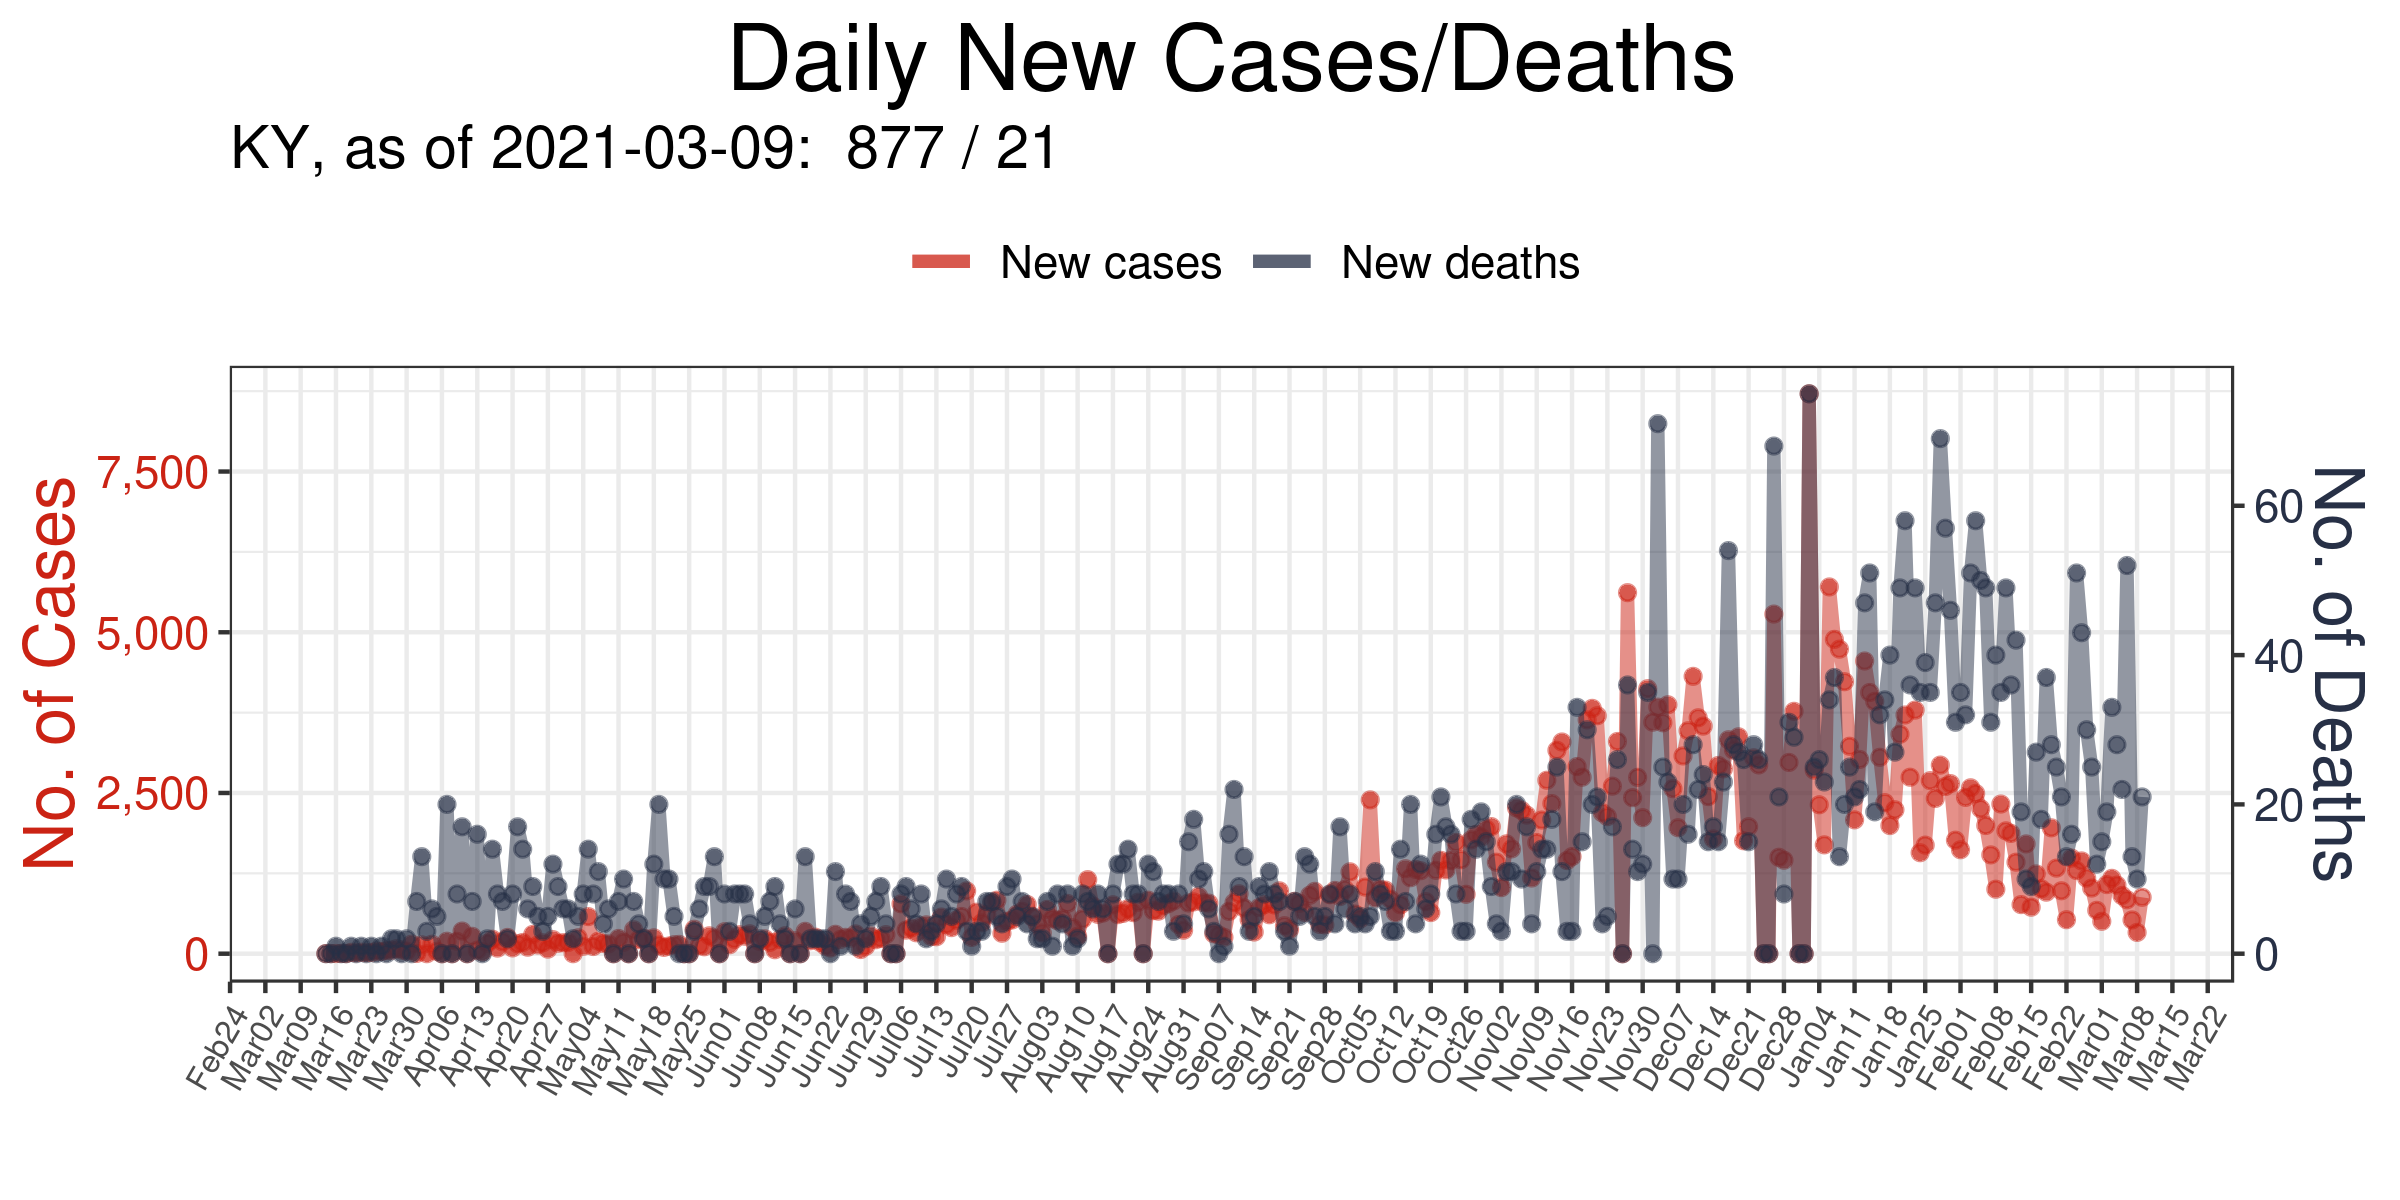 Daily New Cases/Deaths
KY, as of 2021-03-09:  877 / 21
New cases
New deaths
No. of Cases
7,500
5,000
2,500
0
No. of Deaths
60
40
20
0
Feb24
Mar02
Mar09
Mar16
Mar23
Mar30
Apr06
Apr13
Apr20
Apr27
May04
May11
May18
May25
Jun01
Jun08
Jun15
Jun22
Jun29
Jul06
Jul13
Jul20
Jul27
Aug03
Aug10
Aug17
Aug24
Aug31
Sep07
Sep14
Sep21
Sep28
Oct05
Oct12
Oct19
Oct26
Nov02
Nov09
Nov16
Nov23
Nov30
Dec07
Dec14
Dec21
Dec28
Jan04
Jan11
Jan18
Jan25
Feb01
Feb08
Feb15
Feb22
Mar01
Mar08
Mar15
Mar22